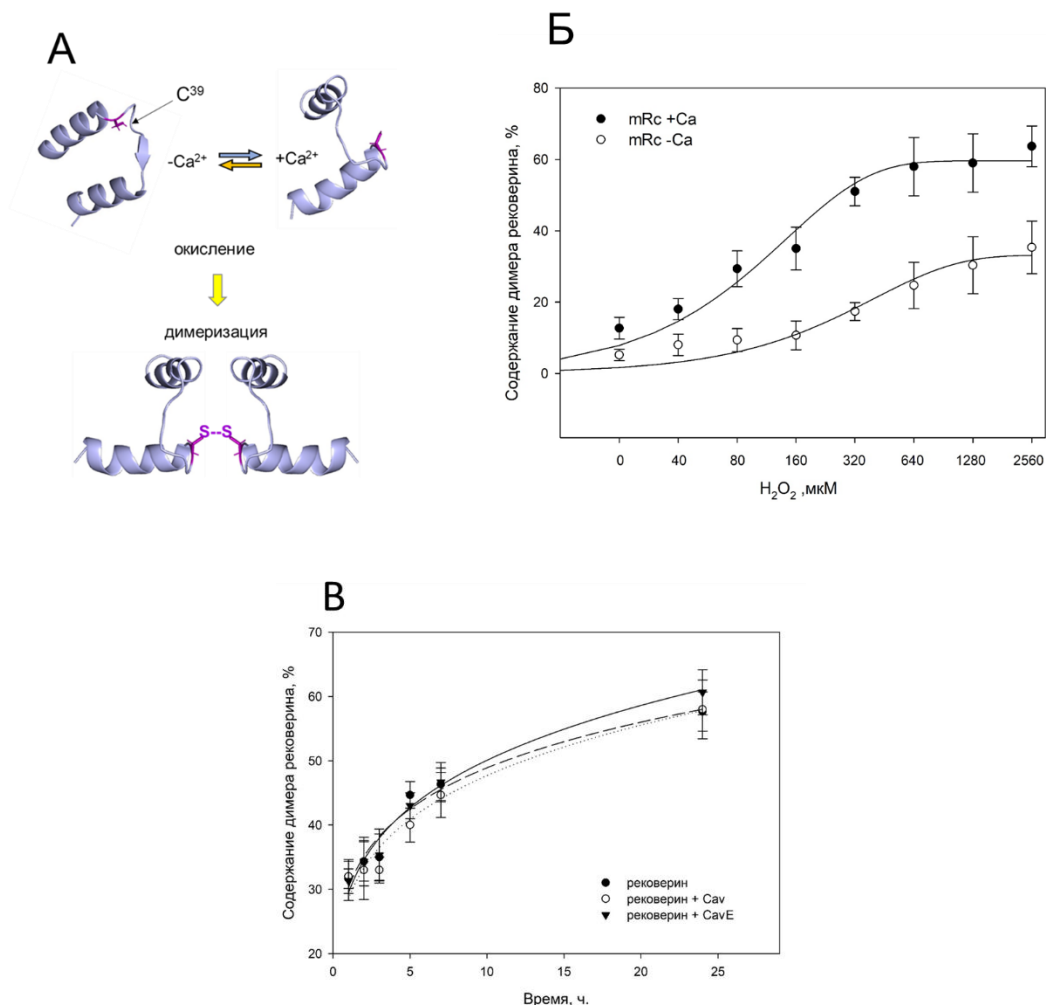 А
C³⁹
-Ca²⁺
+Ca²⁺
окисление
димеризация
S--S
Б
Содержание димера рековерина, %
80
60
40
20
0
mRc +Ca
mRc -Ca
0 40 80 160 320 640 1280 2560
H₂O₂ ,мкМ
В
Содержание димера рековерина, %
70
60
50
40
30
20
рековерин
рековерин + Cav
рековерин + CavE
0 5 10 15 20 25
Время, ч.